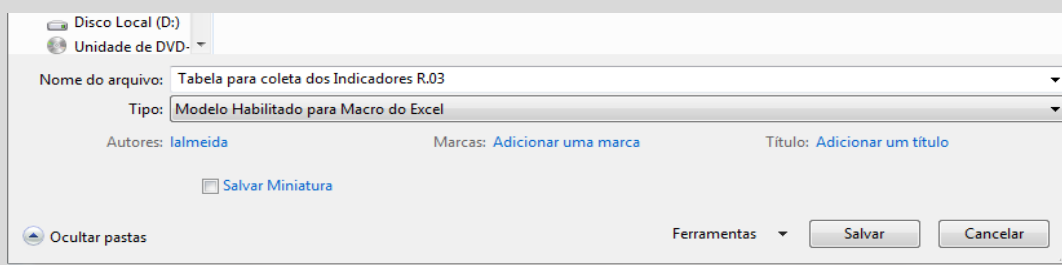 Disco Local (D:)
Unidade de DVD-
Nome do arquivo: Tabela para coleta dos Indicadores R.03
Tipo: Modelo Habilitado para Macro do Excel
Autores: lalmeida Marcas: Adicionar uma marca Título: Adicionar um título
Salvar Miniatura
Ocultar pastas Ferramentas Salvar Cancelar